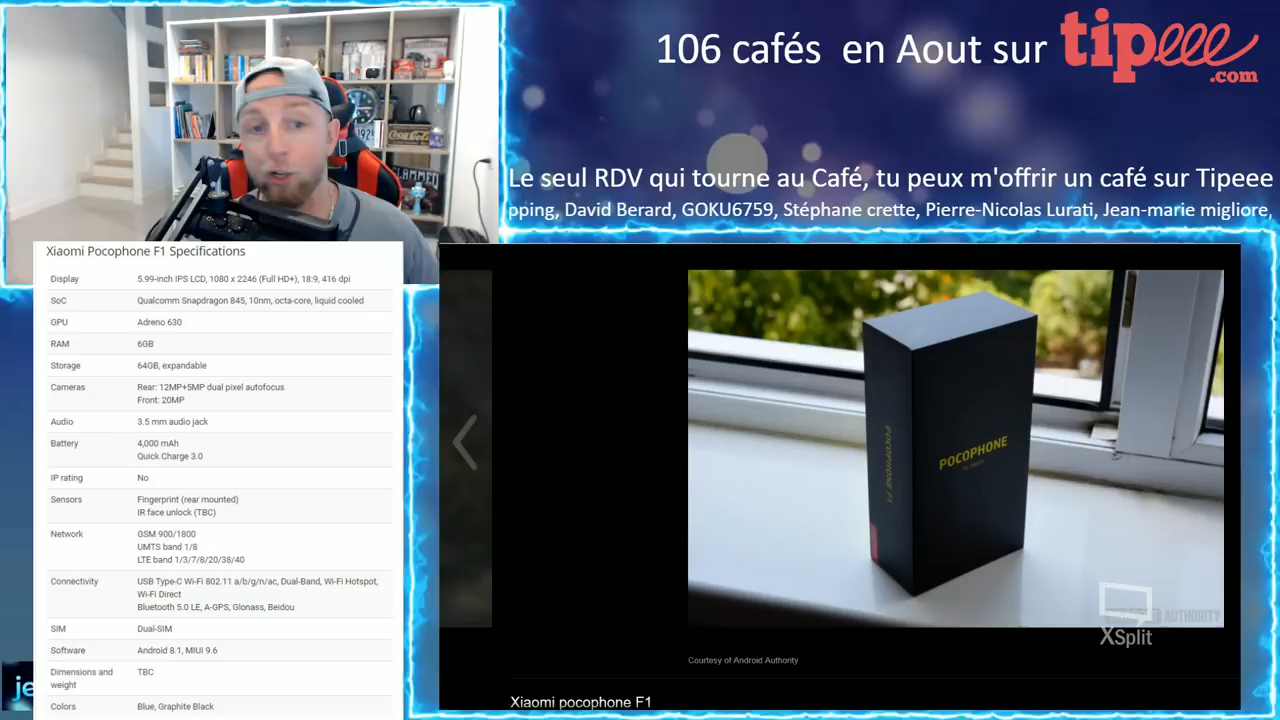 106 cafés en Aout sur tipeee.com
Le seul RDV qui tourne au Café, tu peux m'offrir un café sur Tipeee
pping, David Berard, GOKU6759, Stéphane crette, Pierre-Nicolas Lurati, Jean-marie migliore,
1929
Coca-Cola
SLAMMED
Xiaomi Pocophone F1 Specifications
Display 5.99-inch IPS LCD, 1080 x 2246 (Full HD+), 18:9, 416 dpi
SoC Qualcomm Snapdragon 845, 10nm, octa-core, liquid cooled
GPU Adreno 630
RAM 6GB
Storage 64GB, expandable
Cameras Rear: 12MP+5MP dual pixel autofocus
Front: 20MP
Audio 3.5 mm audio jack
Battery 4,000 mAh
Quick Charge 3.0
IP rating No
Sensors Fingerprint (rear mounted)
IR face unlock (TBC)
Network GSM 900/1800
UMTS band 1/8
LTE band 1/3/7/8/20/38/40
Connectivity USB Type-C Wi-Fi 802.11 a/b/g/n/ac, Dual-Band, Wi-Fi Hotspot,
Wi-Fi Direct
Bluetooth 5.0 LE, A-GPS, Glonass, Beidou
SIM Dual-SIM
Software Android 8.1, MIUI 9.6
Dimensions and TBC
weight
Colors Blue, Graphite Black
je
POCOPHONE F1
POCOPHONE
AUTHORITY
XSplit
Courtesy of Android Authority
Xiaomi pocophone F1